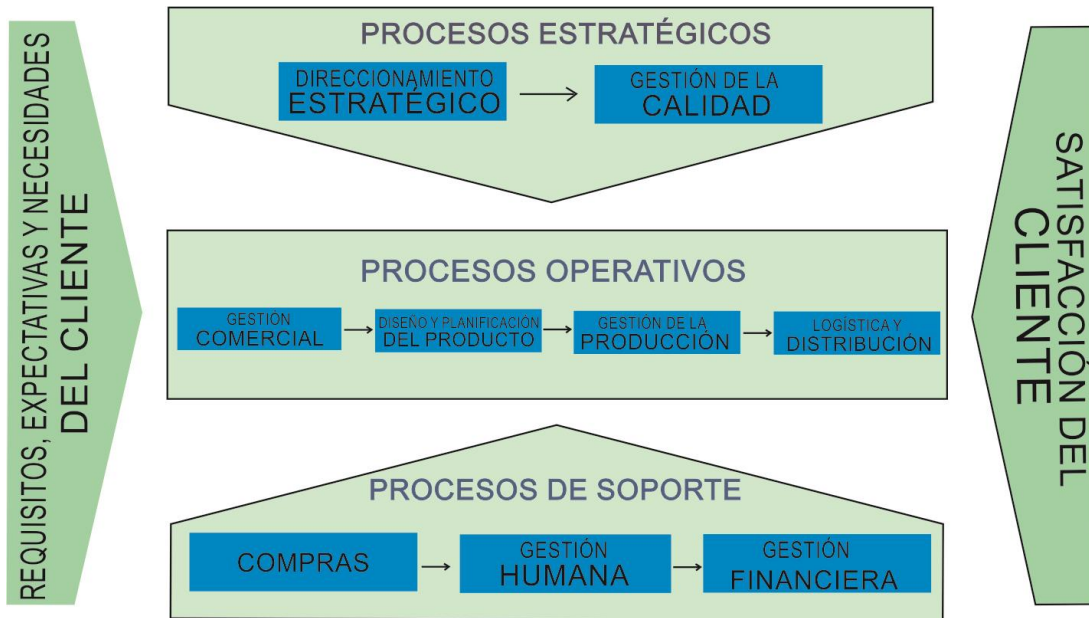 REQUISITOS, EXPECTATIVAS Y NECESIDADES
DEL CLIENTE
PROCESOS ESTRATÉGICOS
DIRECCIONAMIENTO
ESTRATÉGICO
GESTIÓN DE LA
CALIDAD
PROCESOS OPERATIVOS
GESTIÓN
COMERCIAL
DISEÑO Y PLANIFICACIÓN
DEL PRODUCTO
GESTIÓN DE LA
PRODUCCIÓN
LOGÍSTICA Y
DISTRIBUCIÓN
PROCESOS DE SOPORTE
COMPRAS
GESTIÓN
HUMANA
GESTIÓN
FINANCIERA
SATISFACCIÓN DEL
CLIENTE